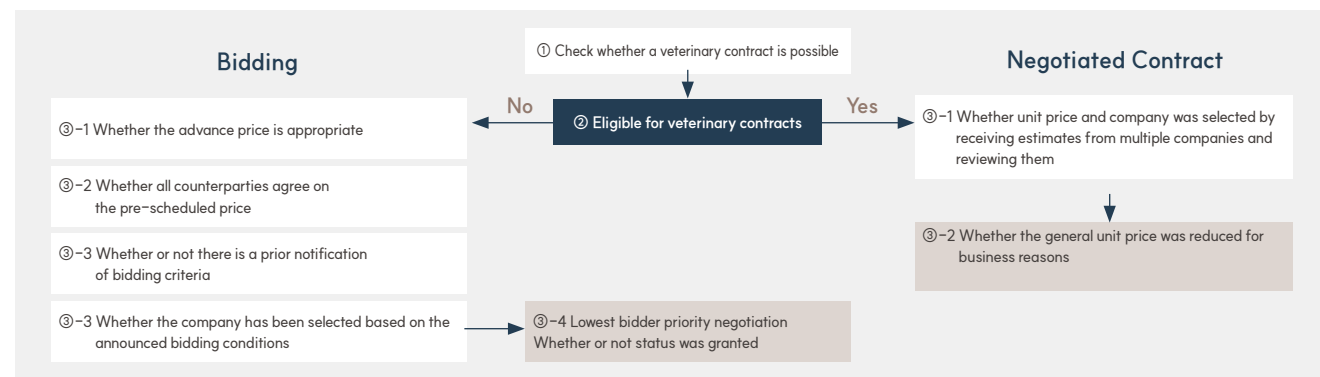 ① Check whether a veterinary contract is possible
Bidding
Negotiated Contract
No
② Eligible for veterinary contracts
Yes
③-1 Whether the advance price is appropriate
③-2 Whether all counterparties agree on
the pre-scheduled price
③-3 Whether or not there is a prior notification
of bidding criteria
③-3 Whether the company has been selected based on the
announced bidding conditions
③-4 Lowest bidder priority negotiation
Whether or not status was granted
③-1 Whether unit price and company was selected by
receiving estimates from multiple companies and
reviewing them
③-2 Whether the general unit price was reduced for
business reasons